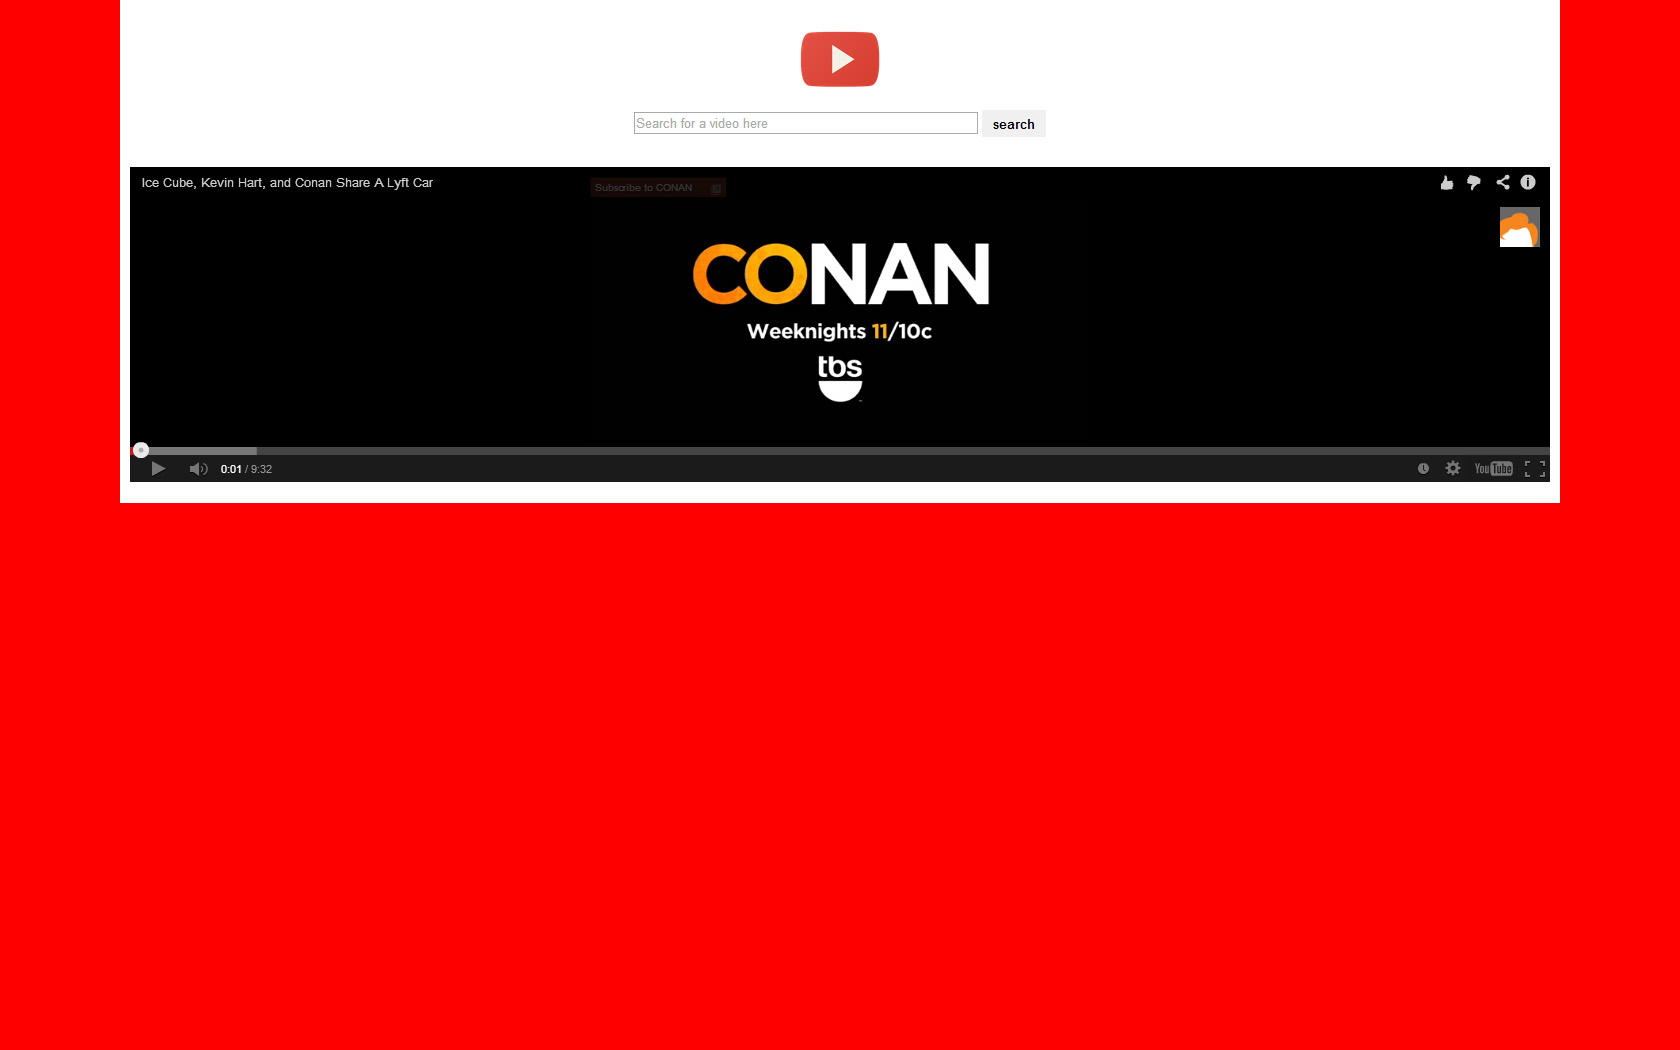 Search for a video here
search
Ice Cube, Kevin Hart, and Conan Share A Lyft Car
Subscribe to CONAN
CONAN
Weeknights 11/10c
tbs
0:01 / 9:32
YouTube